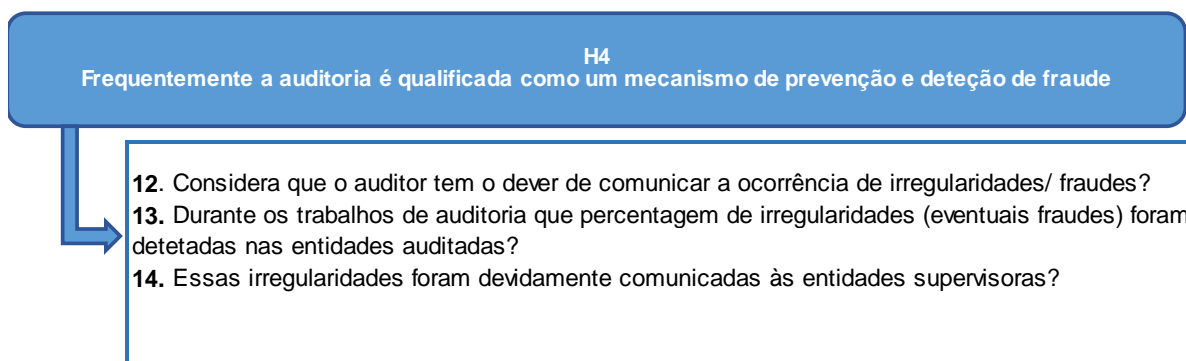 H4
Frequentemente a auditoria é qualificada como um mecanismo de prevenção e deteção de fraude
12. Considera que o auditor tem o dever de comunicar a ocorrência de irregularidades/ fraudes?
13. Durante os trabalhos de auditoria que percentagem de irregularidades (eventuais fraudes) foram
detetadas nas entidades auditadas?
14. Essas irregularidades foram devidamente comunicadas às entidades supervisoras?